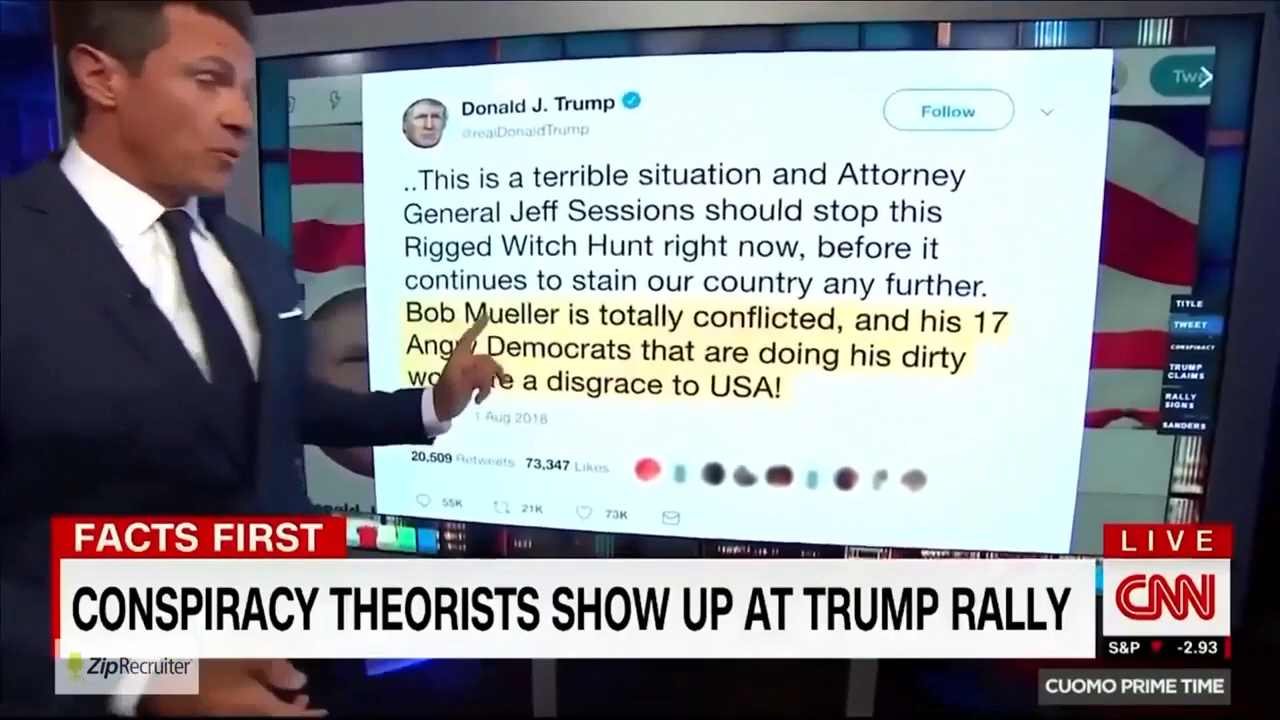 Twe
Donald J. Trump
@realDonaldTrump
Follow
..This is a terrible situation and Attorney
General Jeff Sessions should stop this
Rigged Witch Hunt right now, before it
continues to stain our country any further.
Bob Mueller is totally conflicted, and his 17
Angry Democrats that are doing his dirty
a disgrace to USA!
1 Aug 2018
20,509 Retweets 73,347 Likes
55K 21K 73K
TITLE
TWEET
CONSPIRACY
TRUMP
CLAIMS
RALLY
SIGNS
SANDERS
FACTS FIRST
LIVE
CONSPIRACY THEORISTS SHOW UP AT TRUMP RALLY
CNN
S&P ▼ -2.93
ZipRecruiter
CUOMO PRIME TIME